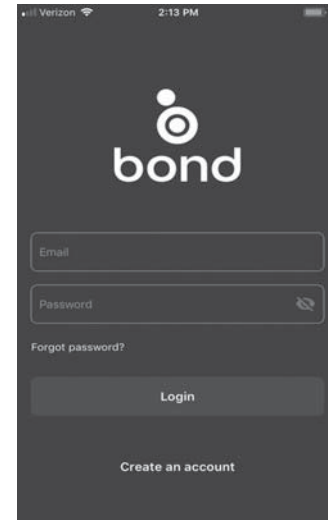 Verizon 2:13 PM
bond
Email
Password
Forgot password?
Login
Create an account